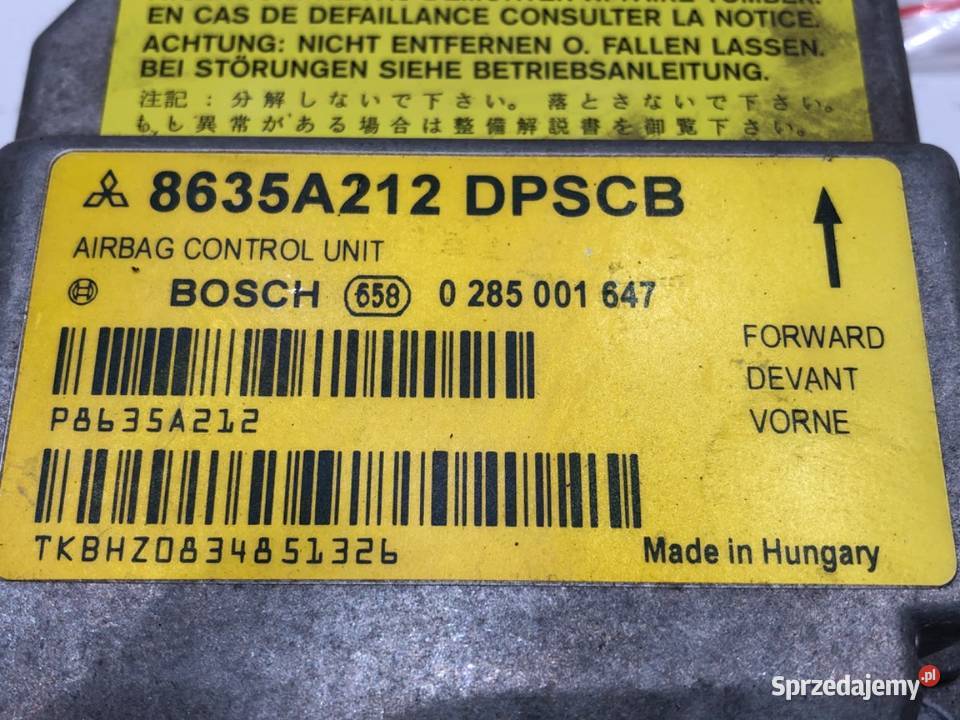 EN CAS DE DEFAILLANCE CONSULTER LA NOTICE.
ACHTUNG: NICHT ENTFERNEN O. FALLEN LASSEN.
BEI STÖRUNGEN SIEHE BETRIEBSANLEITUNG.
注記：分解しないで下さい。落とさないで下さい。
もし異常がある場合は整備解説書を御覧下さい。
8635A212 DPSCB
AIRBAG CONTROL UNIT
BOSCH 658 0 285 001 647
FORWARD
DEVANT
VORNE
P8635A212
TKBHZ0834851326
Made in Hungary
Sprzedajemy.pl